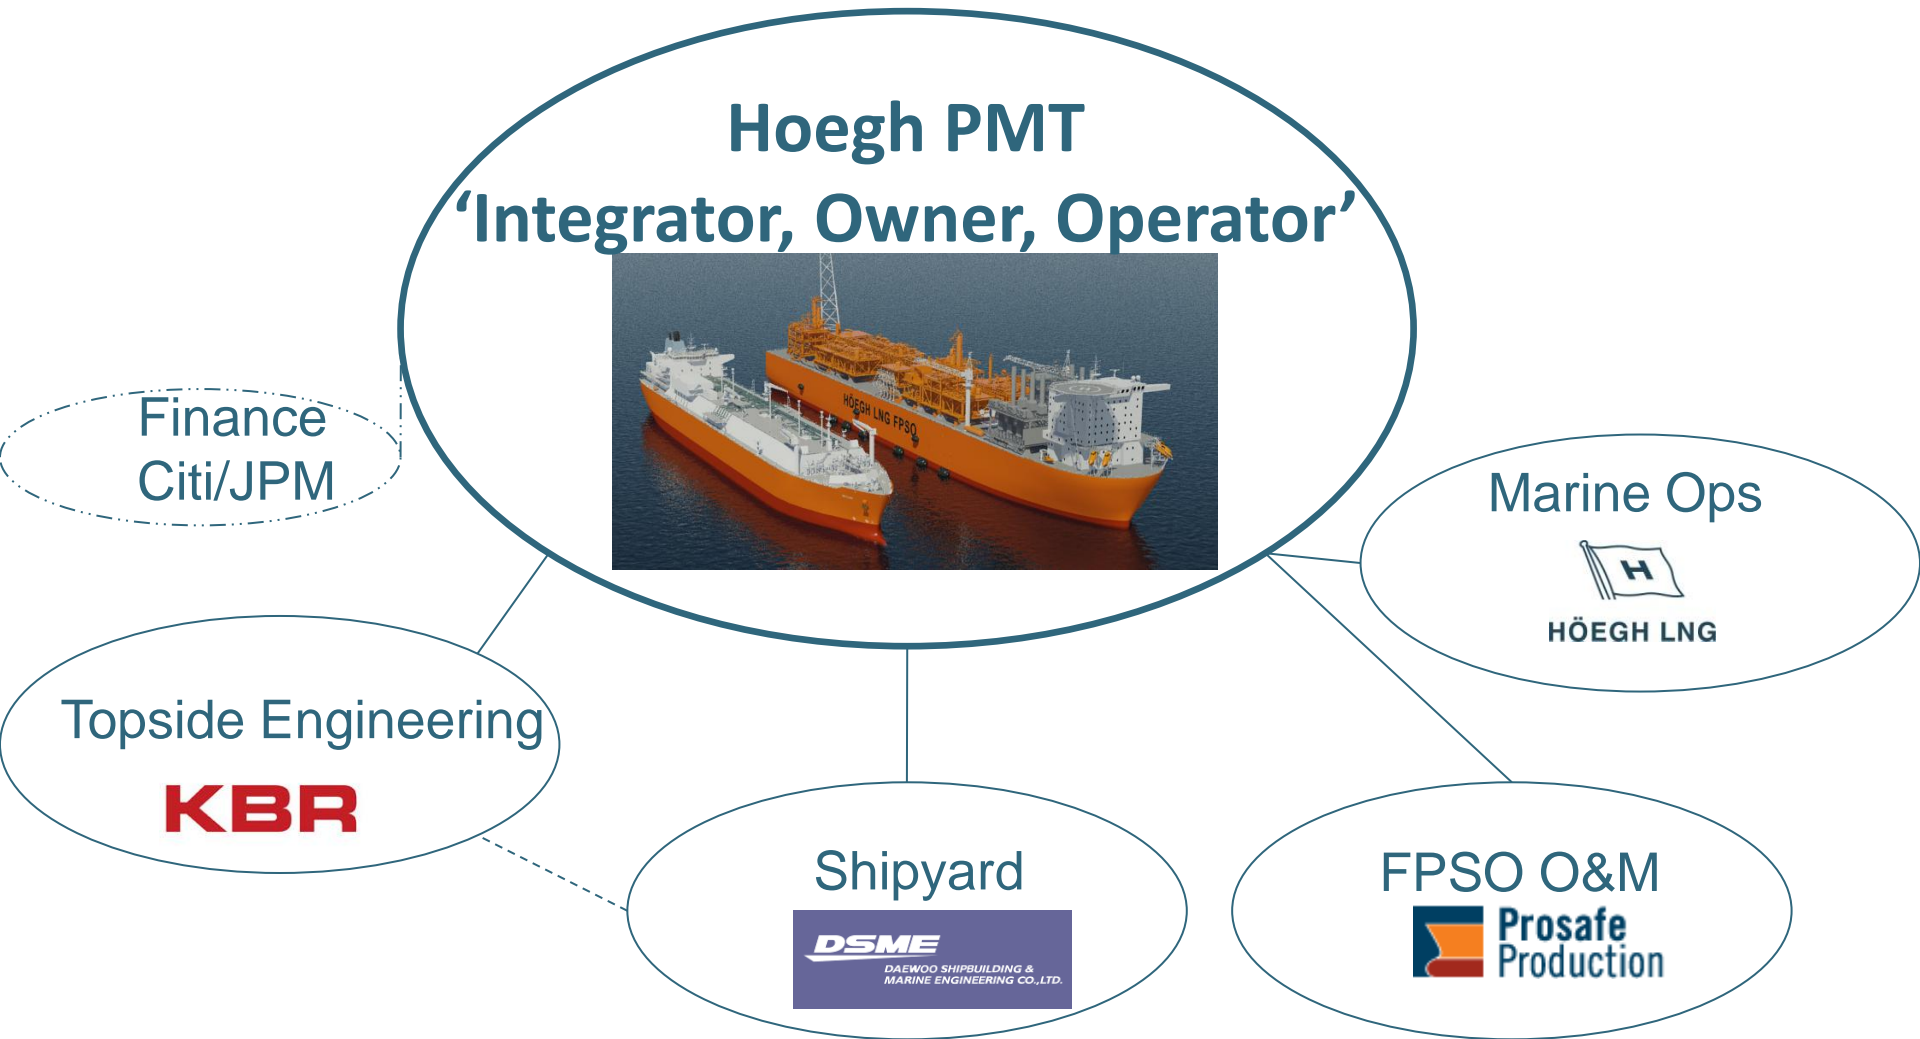 Hoegh PMT
‘Integrator, Owner, Operator’
HÖEGH LNG FPSO
Finance
Citi/JPM
Marine Ops
H
HÖEGH LNG
Topside Engineering
KBR
Shipyard
DSME
DAEWOO SHIPBUILDING &
MARINE ENGINEERING CO.,LTD.
FPSO O&M
Prosafe
Production